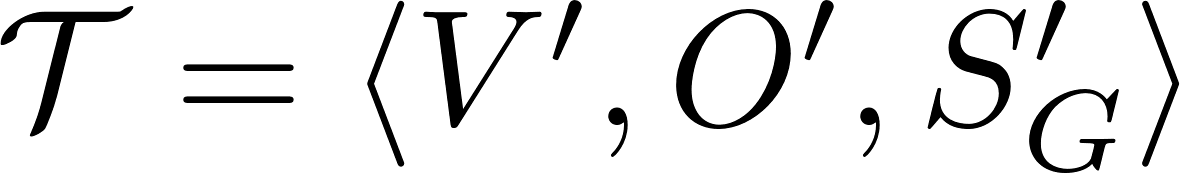 𝒯 = ⟨V′, O′, S′_G⟩